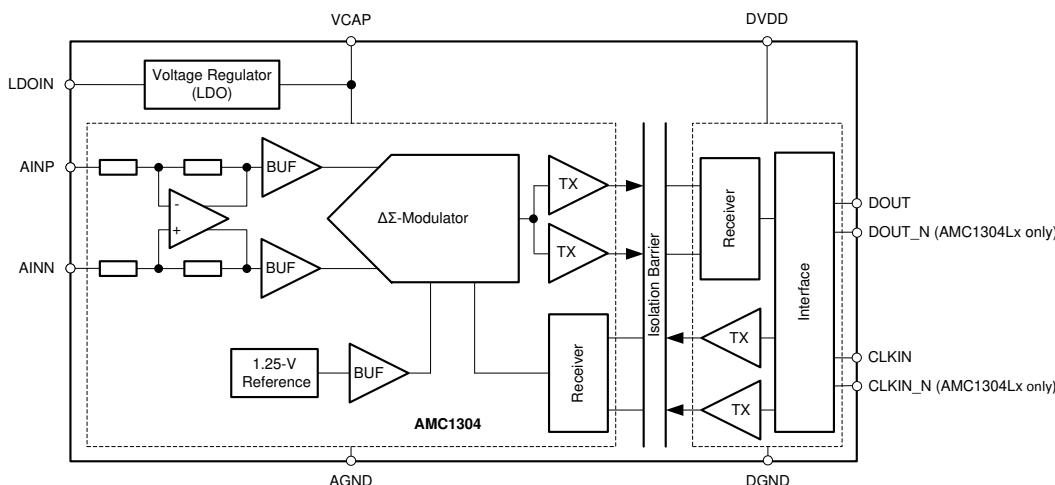 VCAP
DVDD
LDOIN
Voltage Regulator
(LDO)
AINP
BUF
TX
-
+
ΔΣ-Modulator
TX
Receiver
Interface
DOUT
DOUT_N (AMC1304Lx only)
AINN
BUF
Isolation Barrier
1.25-V
Reference
BUF
Receiver
TX
CLKIN
CLKIN_N (AMC1304Lx only)
TX
AMC1304
AGND
DGND